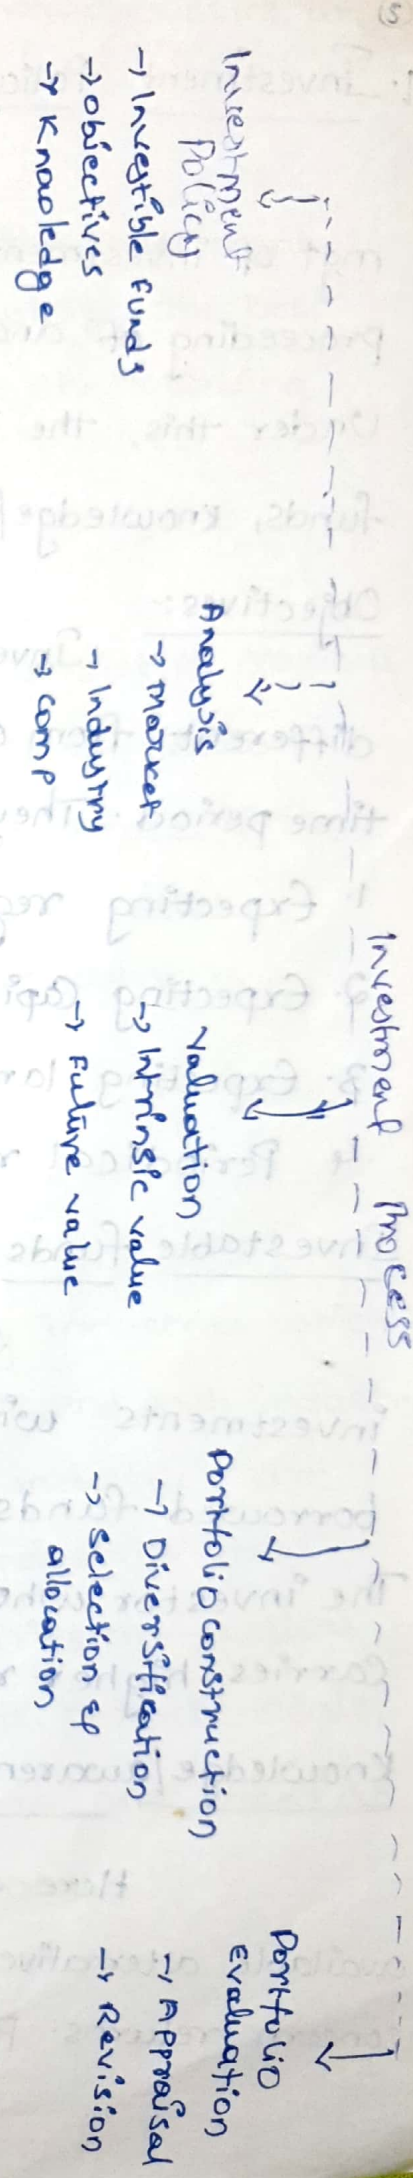 Investment Process
Investment
Policy
→ Investible Funds
→ Objectives
→ Knowledge
Analysis
→ Market
→ Industry
→ Comp
Valuation
→ Intrinsic value
→ Future value
Portfolio Construction
→ Diversification
→ Selection &
allocation
Portfolio
Evaluation
→ Appraisal
→ Revision